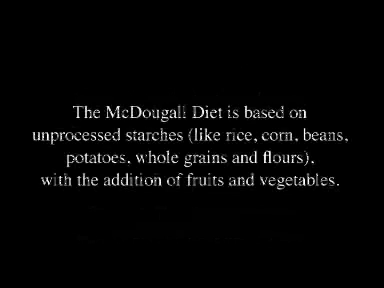 The McDougall Diet is based on
unprocessed starches (like rice, corn, beans,
potatoes, whole grains and flours),
with the addition of fruits and vegetables.